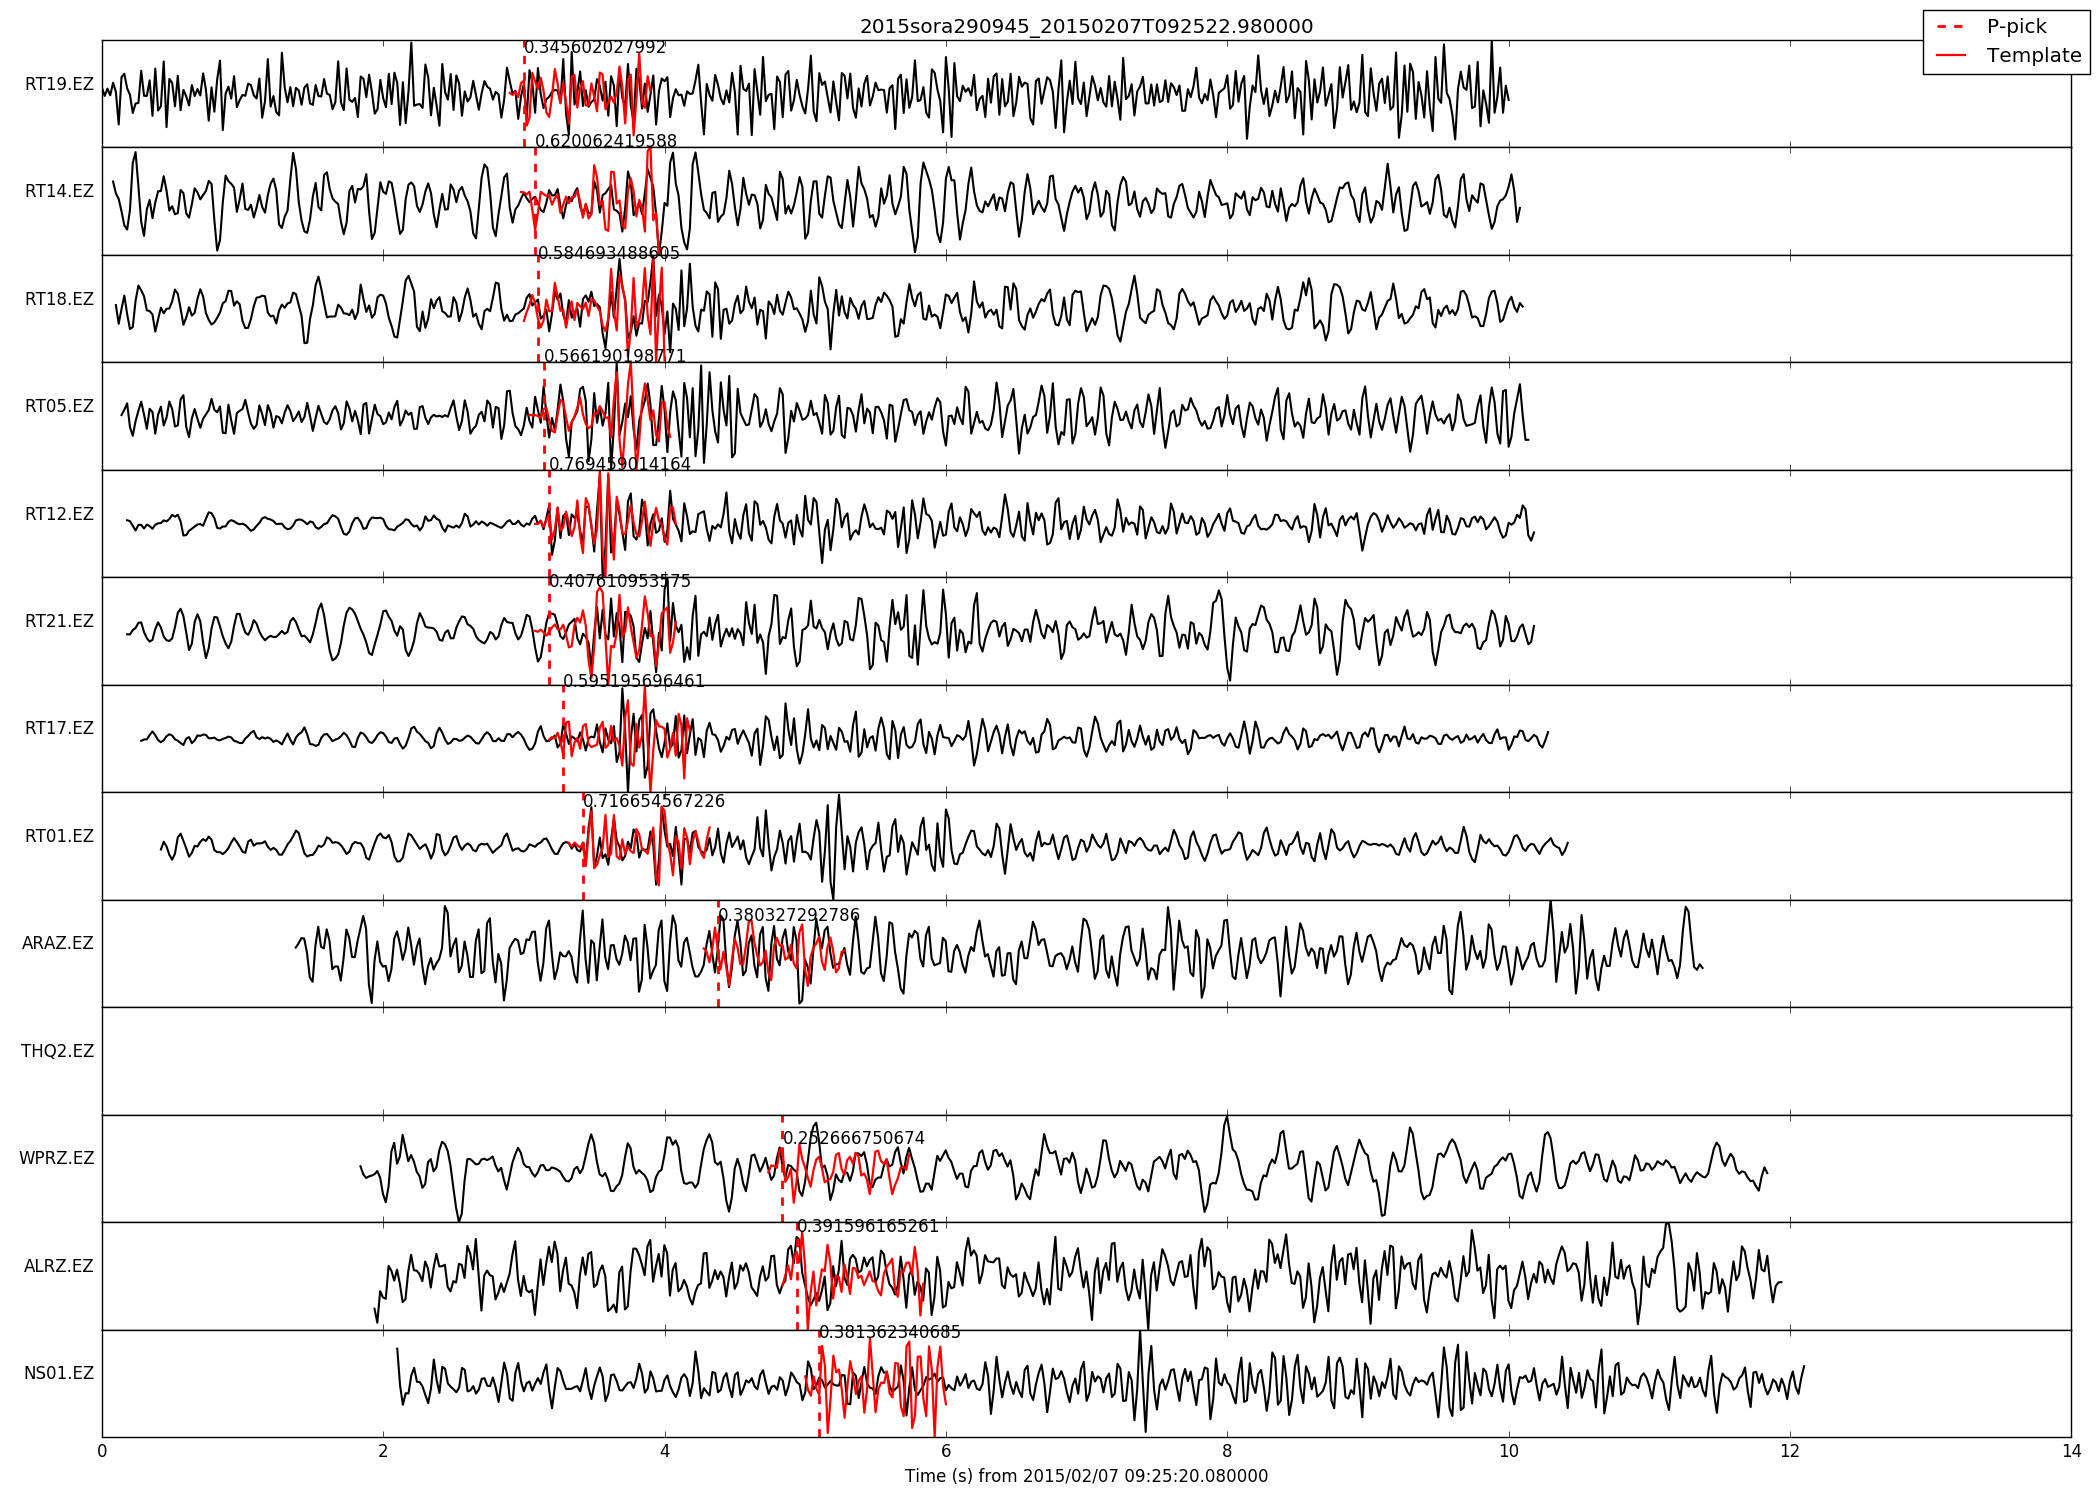 2015sora290945_20150207T092522.980000
P-pick
Template
RT19.EZ
0.345602027992
RT14.EZ
0.620062419588
RT18.EZ
0.584693488605
RT05.EZ
0.566190198771
RT12.EZ
0.769459014164
RT21.EZ
0.407610953575
RT17.EZ
0.595195696461
RT01.EZ
0.716654567226
ARAZ.EZ
0.380327292786
THQ2.EZ
WPRZ.EZ
0.252666750674
ALRZ.EZ
0.391596165261
NS01.EZ
0.381362340685
0 2 4 6 8 10 12 14
Time (s) from 2015/02/07 09:25:20.080000